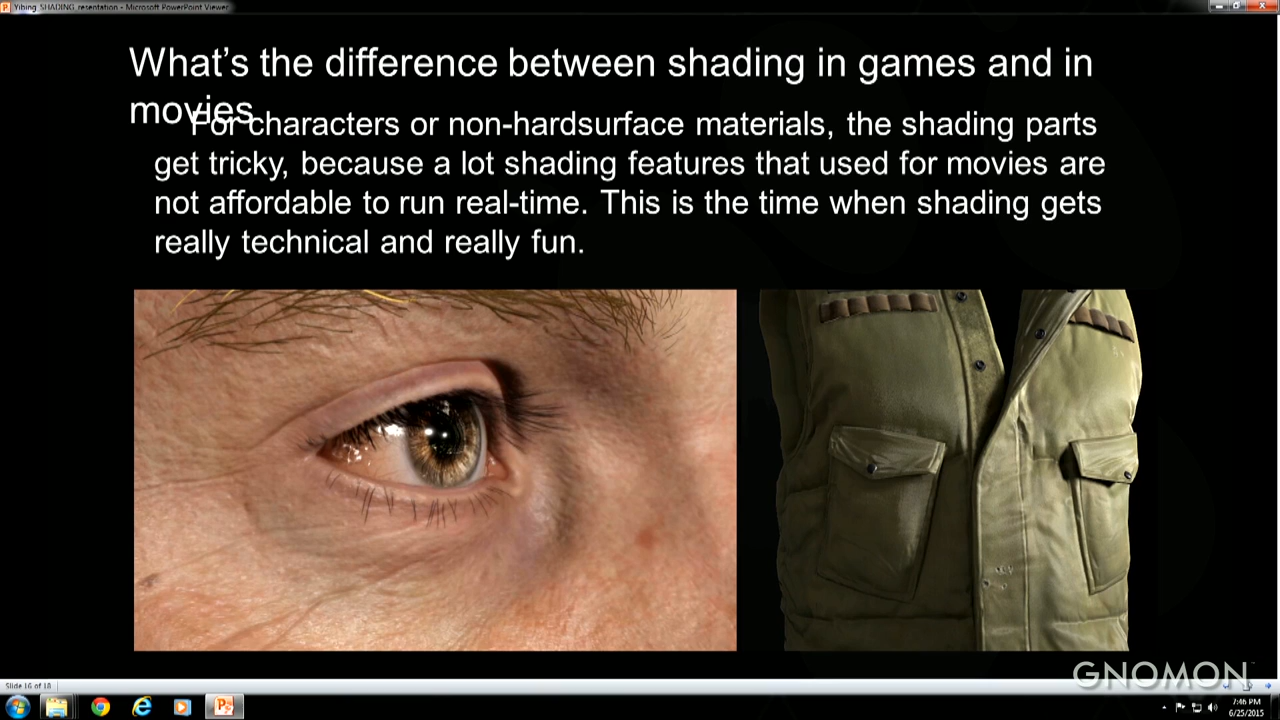 Yibing_SHADING_resentation - Microsoft PowerPoint Viewer
What's the difference between shading in games and in
movies
For characters or non-hardsurface materials, the shading parts
get tricky, because a lot shading features that used for movies are
not affordable to run real-time. This is the time when shading gets
really technical and really fun.
GNOMON
Slide 16 of 18
7:46 PM
6/25/2015